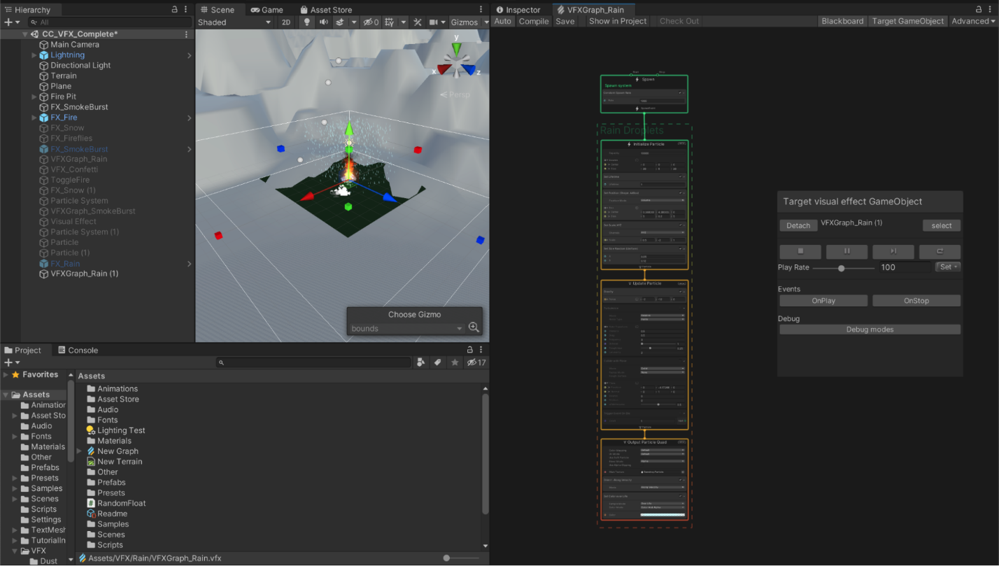 Hierarchy
All
CC_VFX_Complete*
Main Camera
Lightning
Directional Light
Terrain
Plane
Fire Pit
FX_SmokeBurst
FX_Fire
FX_Snow
FX_Fireflies
FX_SmokeBurst
VFXGraph_Rain
VFX_Confetti
ToggleFire
FX_Snow (1)
Particle System
VFXGraph_SmokeBurst
Visual Effect
Particle System (1)
Particle
Particle (1)
FX_Rain
VFXGraph_Rain (1)
Scene Game Asset Store
Shaded 2D 0 Gizmos
y
x z
Persp
Choose Gizmo
bounds
Project Console
17
Favorites
Assets
Animation
Asset Sto
Audio
Fonts
Materials
Other
Prefabs
Presets
Samples
Scenes
Scripts
Settings
TextMesh
TutorialIn
VFX
Dust
Assets
Animations
Asset Store
Audio
Fonts
Lighting Test
Materials
New Graph
New Terrain
Other
Prefabs
Presets
RandomFloat
Readme
Samples
Scenes
Scripts
Assets/VFX/Rain/VFXGraph_Rain.vfx
Inspector VFXGraph_Rain
Auto Compile Save Show in Project Check Out Blackboard Target GameObject Advanced
Spawn
Spawn system
Constant Spawn Rate
Rain Droplets
Initialize Particle
Set Lifetime
Update Particle
Gravity
Turbulence
Output Particle Quad
Target visual effect GameObject
Detach VFXGraph_Rain (1) select
Play Rate 100 Set
Events
OnPlay OnStop
Debug
Debug modes